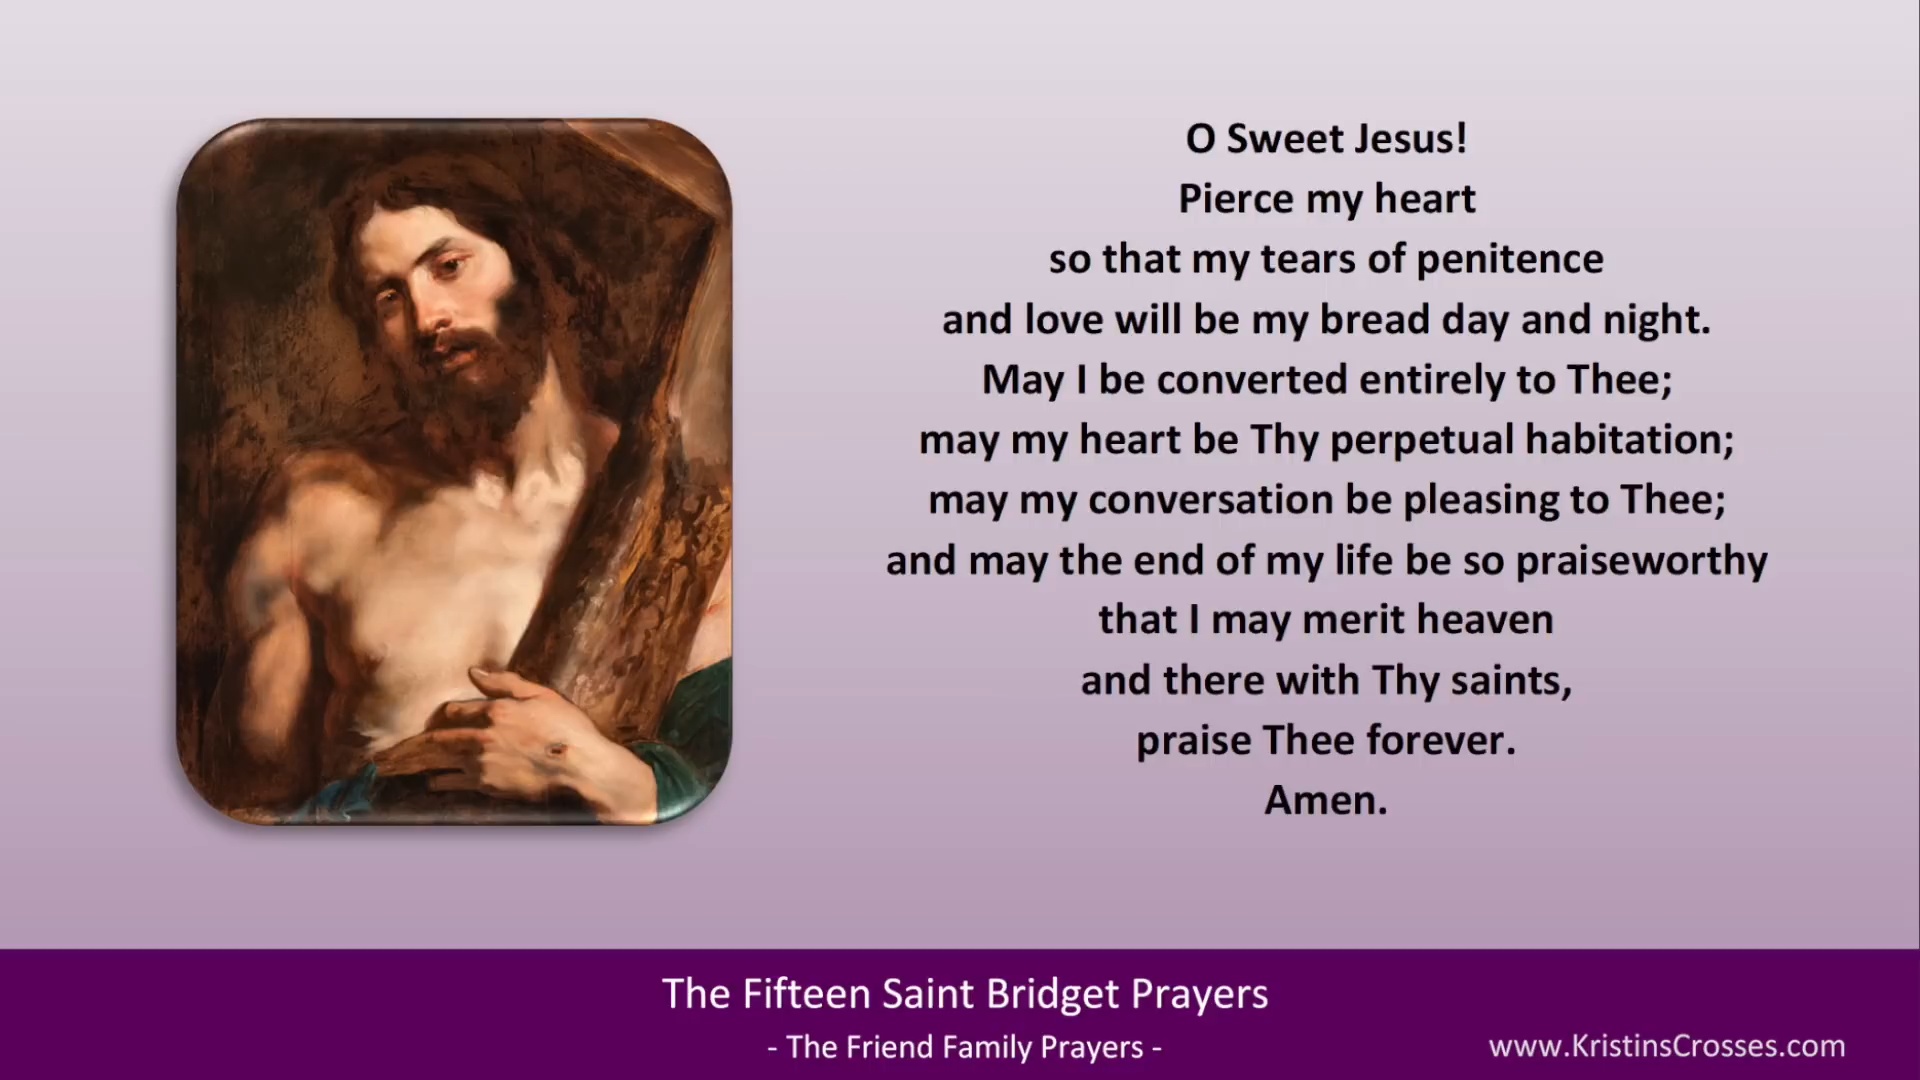 O Sweet Jesus!
Pierce my heart
so that my tears of penitence
and love will be my bread day and night.
May I be converted entirely to Thee;
may my heart be Thy perpetual habitation;
may my conversation be pleasing to Thee;
and may the end of my life be so praiseworthy
that I may merit heaven
and there with Thy saints,
praise Thee forever.
Amen.
The Fifteen Saint Bridget Prayers
- The Friend Family Prayers -
www.KristinsCrosses.com